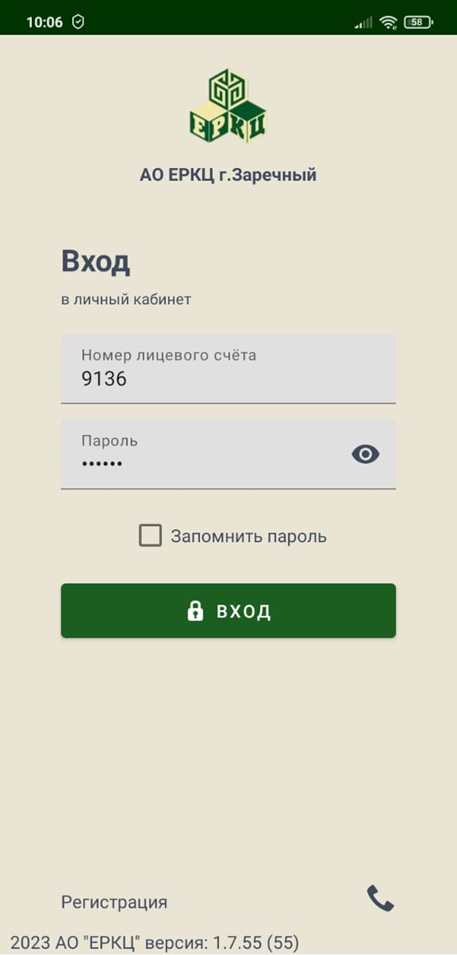 10:06
58
ЕРКЦ
АО ЕРКЦ г.Заречный
Вход
в личный кабинет
Номер лицевого счёта
9136
Пароль
••••••
Запомнить пароль
ВХОД
Регистрация
2023 АО "ЕРКЦ" версия: 1.7.55 (55)